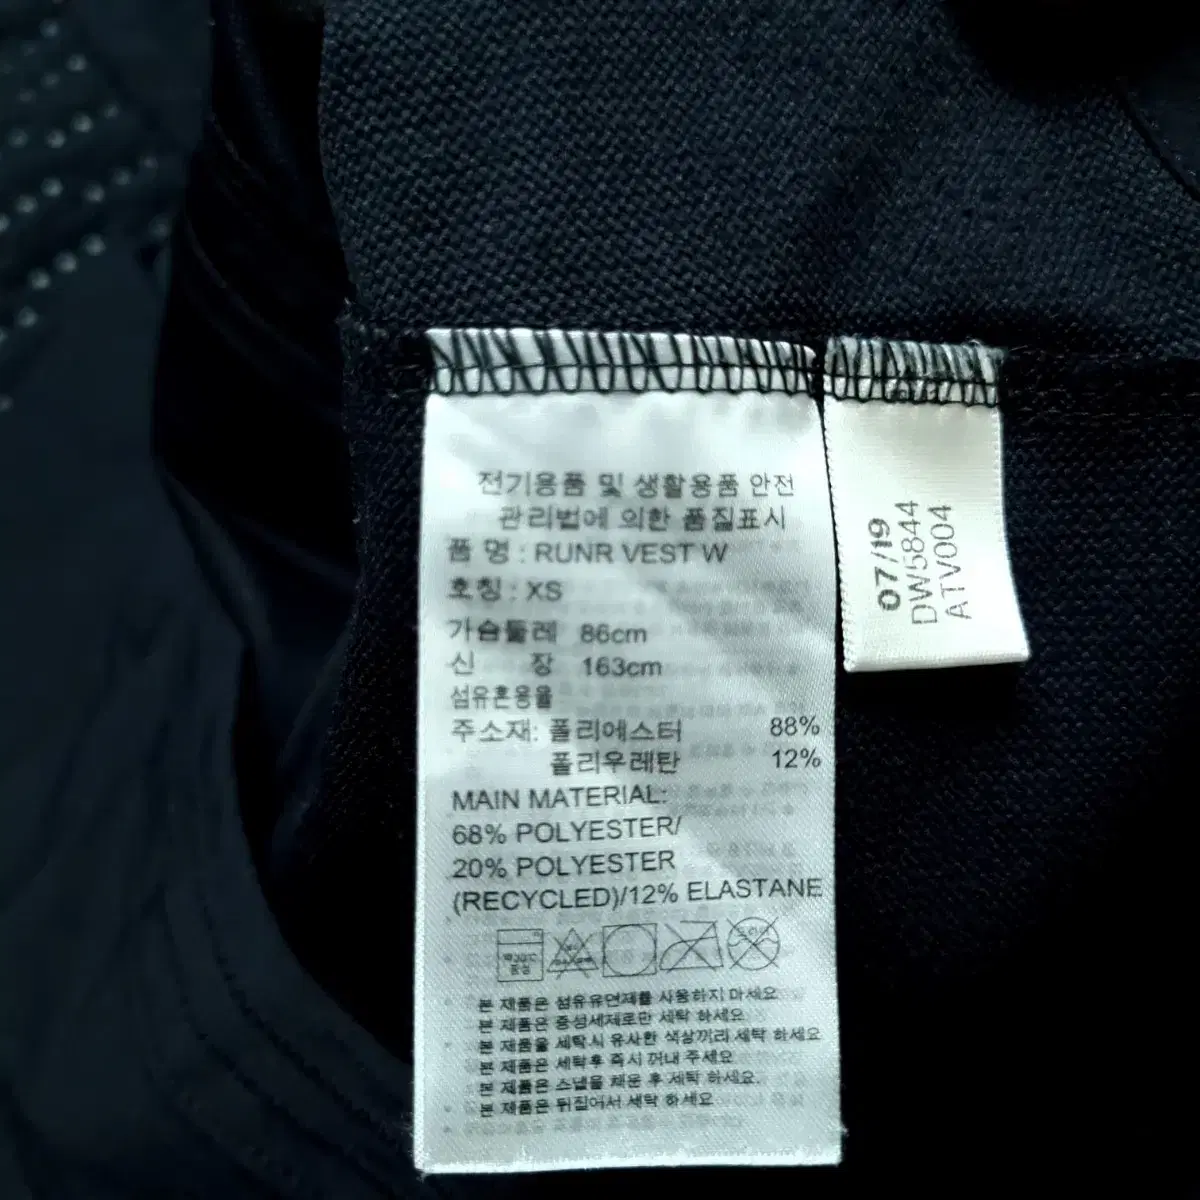 전기용품 및 생활용품 안전
관리법에 의한 품질표시
품 명 : RUNR VEST W
호칭 : XS
가슴둘레 86cm
신 장 163cm
섬유혼용율
주소재: 폴리에스터 88%
폴리우레탄 12%
MAIN MATERIAL:
68% POLYESTER/
20% POLYESTER
(RECYCLED)/12% ELASTANE
본 제품은 섬유유연제를 사용하지 마세요
본 제품은 중성세제로만 세탁 하세요
본 제품을 세탁시 유사한 색상끼리 세탁 하세요
본 제품은 세탁후 즉시 꺼내 주세요
본 제품은 스냅을 채운 후 세탁 하세요.
본 제품은 뒤집어서 세탁 하세요
07/19
DW5844
ATV004